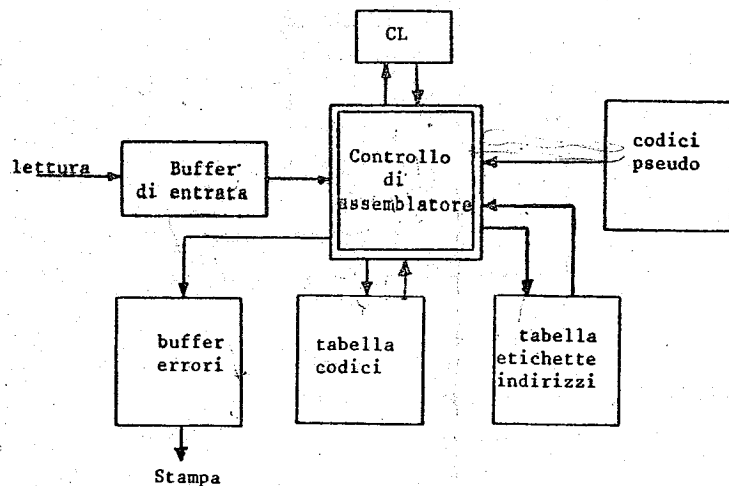 CL
lettura
Buffer
di entrata
Controllo
di
assemblatore
codici
pseudo
buffer
errori
tabella
codici
tabella
etichette
indirizzi
Stampa